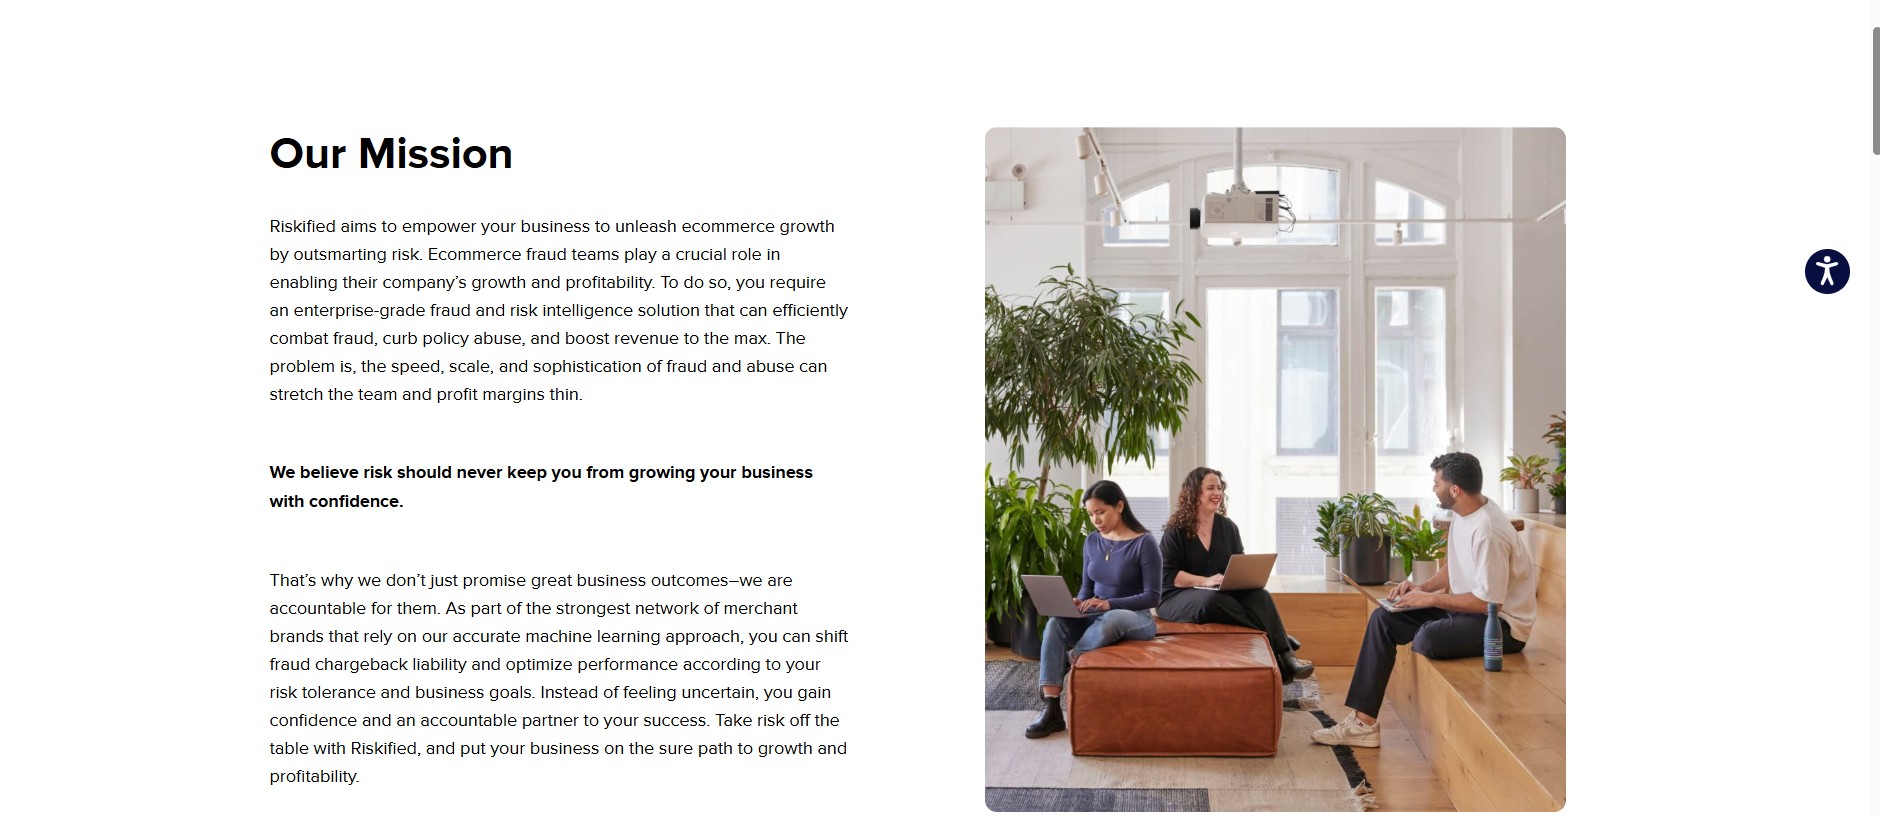 Our Mission
Riskified aims to empower your business to unleash ecommerce growth
by outsmarting risk. Ecommerce fraud teams play a crucial role in
enabling their company’s growth and profitability. To do so, you require
an enterprise-grade fraud and risk intelligence solution that can efficiently
combat fraud, curb policy abuse, and boost revenue to the max. The
problem is, the speed, scale, and sophistication of fraud and abuse can
stretch the team and profit margins thin.
We believe risk should never keep you from growing your business
with confidence.
That’s why we don’t just promise great business outcomes–we are
accountable for them. As part of the strongest network of merchant
brands that rely on our accurate machine learning approach, you can shift
fraud chargeback liability and optimize performance according to your
risk tolerance and business goals. Instead of feeling uncertain, you gain
confidence and an accountable partner to your success. Take risk off the
table with Riskified, and put your business on the sure path to growth and
profitability.